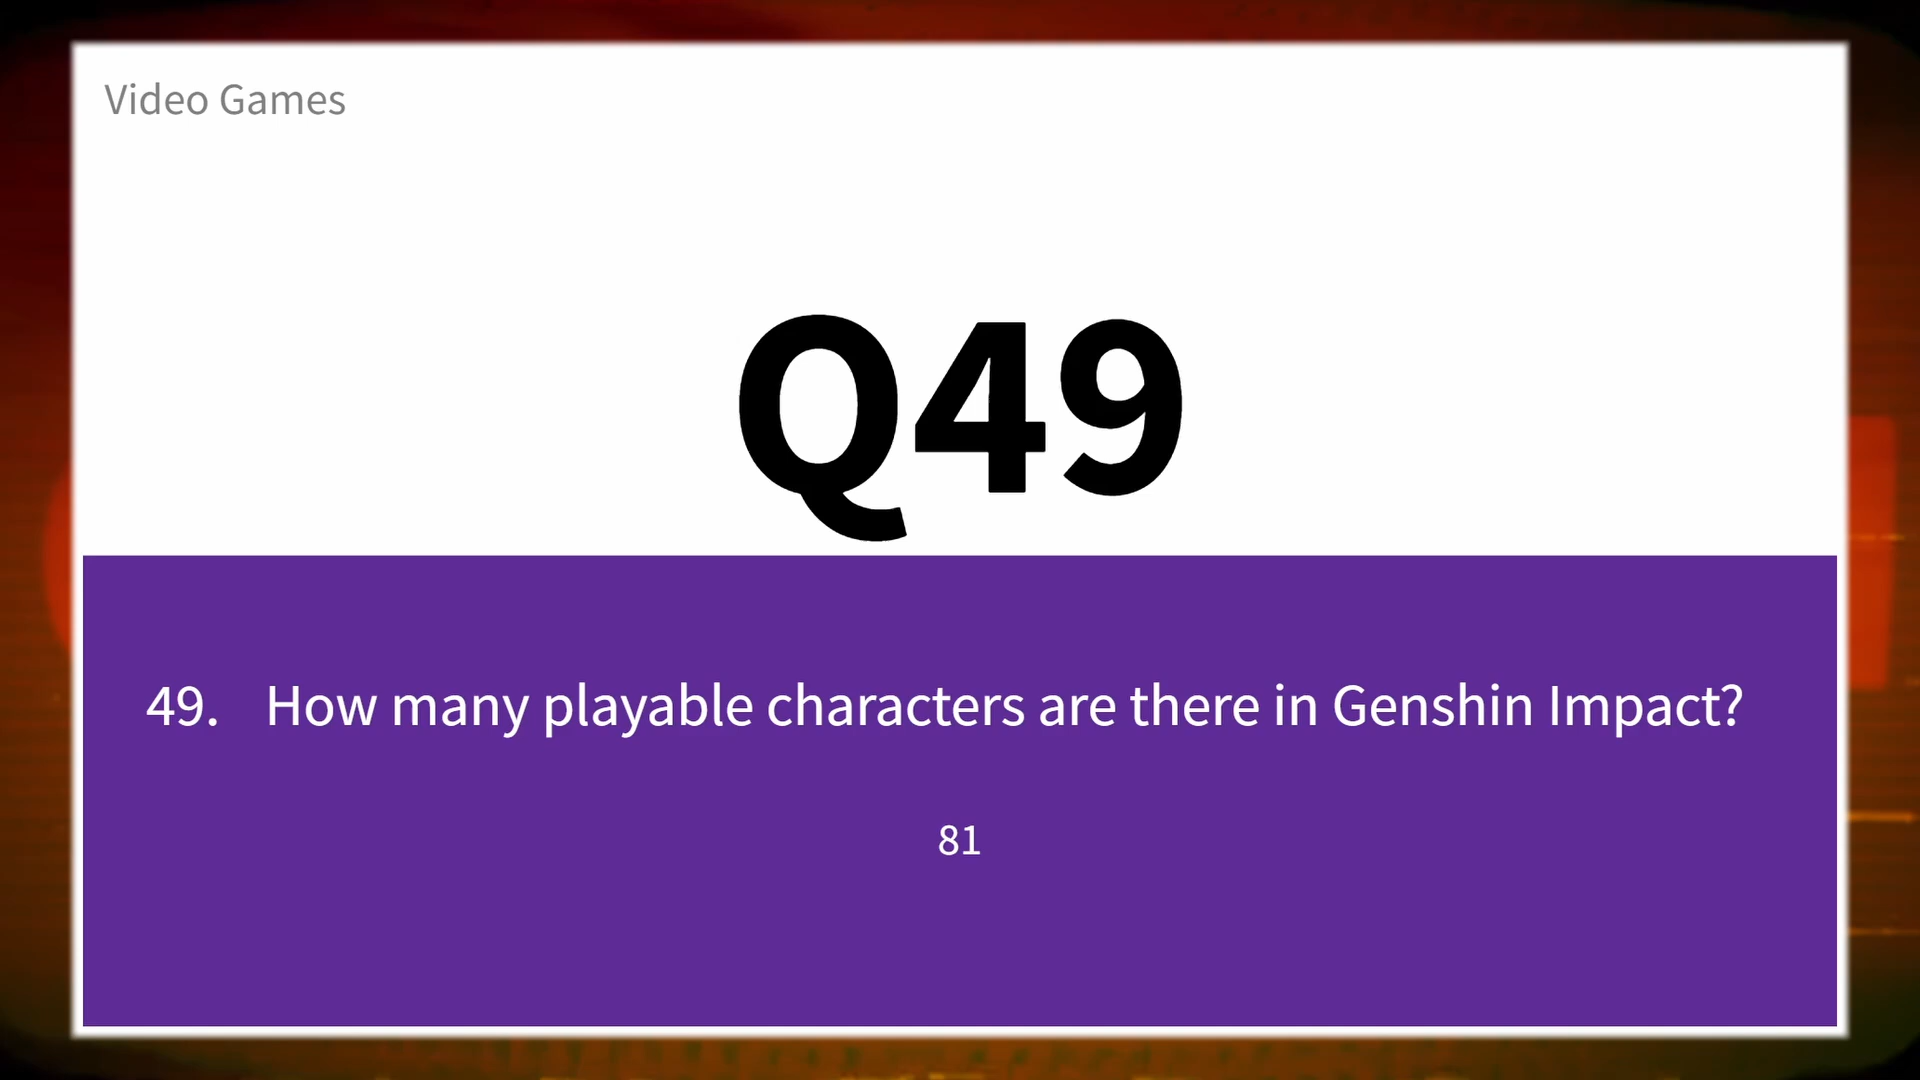 Video Games
Q49
49. How many playable characters are there in Genshin Impact?
81